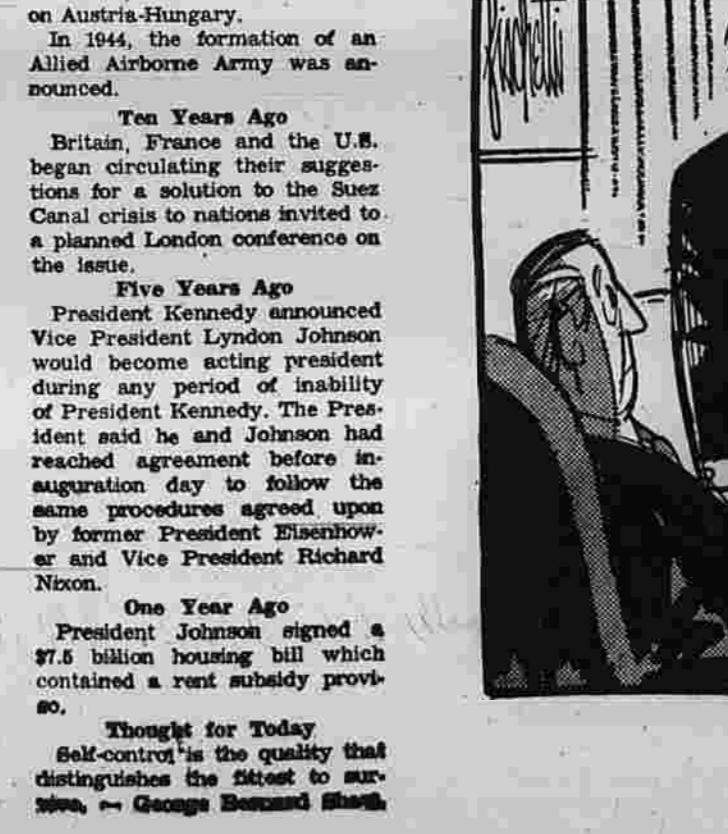 on Austria-Hungary.
In 1944, the formation of an
Allied Airborne Army was an-
nounced.
Ten Years Ago
Britain, France and the U.S.
began circulating their sugges-
tions for a solution to the Suez
Canal crisis to nations invited to
a planned London conference on
the issue.
Five Years Ago
President Kennedy announced
Vice President Lyndon Johnson
would become acting president
during any period of inability
of President Kennedy. The Pres-
ident said he and Johnson had
reached agreement before in-
auguration day to follow the
same procedures agreed upon
by former President Eisenhow-
er and Vice President Richard
Nixon.
One Year Ago
President Johnson signed a
$7.5 billion housing bill which
contained a rent subsidy provi-
so.
Thought for Today
Self-control is the quality that
distinguishes the fittest to sur-
vive. — George Bernard Shaw.
fischetti